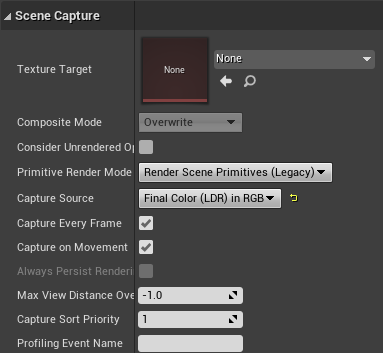 Scene Capture
Texture Target
None
None
Composite Mode
Overwrite
Consider Unrendered Op
Primitive Render Mode
Render Scene Primitives (Legacy)
Capture Source
Final Color (LDR) in RGB
Capture Every Frame
Capture on Movement
Always Persist Renderin
Max View Distance Ove
-1.0
Capture Sort Priority
1
Profiling Event Name